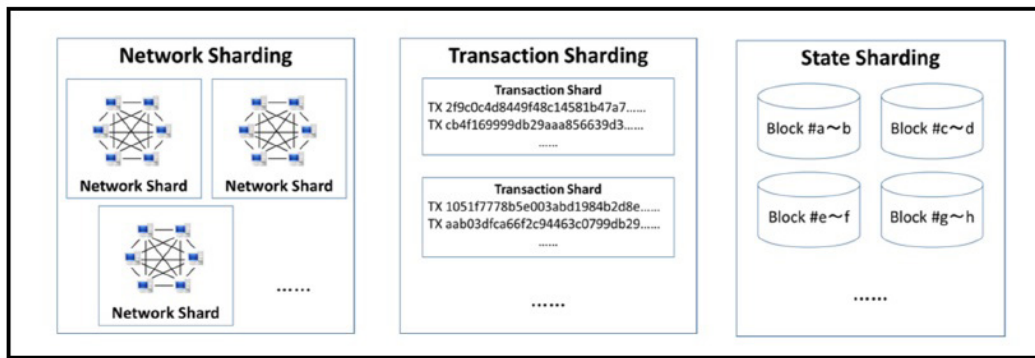 Network Sharding
Network Shard
Network Shard
Network Shard
……
Transaction Sharding
Transaction Shard
TX 2f9c0c4d8449f48c14581b47a7……
TX cb4f169999db29aaa856639d3……
……
Transaction Shard
TX 1051f7778b5e003abd1984b2d8e……
TX aab03dfca66f2c94463c0799db29……
……
……
State Sharding
Block #a～b
Block #c～d
Block #e～f
Block #g～h
……